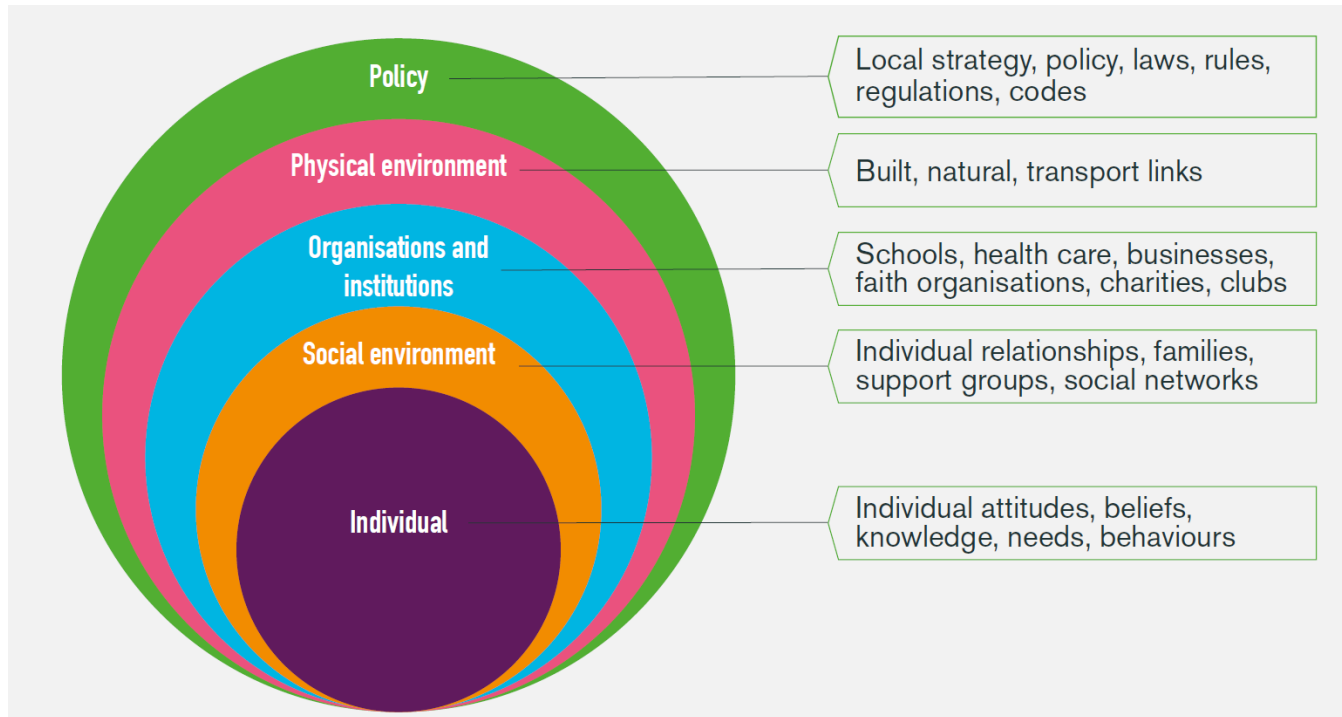 Policy
Local strategy, policy, laws, rules,
regulations, codes
Physical environment
Built, natural, transport links
Organisations and
institutions
Schools, health care, businesses,
faith organisations, charities, clubs
Social environment
Individual relationships, families,
support groups, social networks
Individual
Individual attitudes, beliefs,
knowledge, needs, behaviours